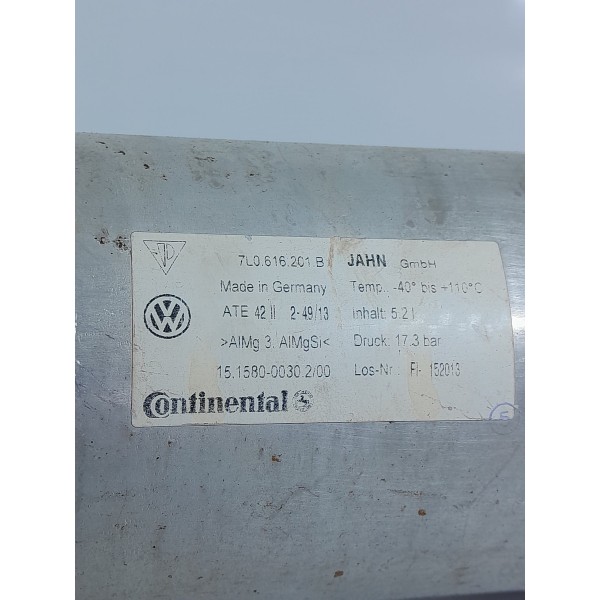 7L0.616.201.B JAHN GmbH
Made in Germany Temp.: -40° bis +110°C
ATE 42 II 2-49/13 Inhalt: 5.2 l
>AlMg 3. AlMgSi< Druck: 17.3 bar
15.1580-0030.2/00 Los-Nr. FI- 152013
VW
Continental